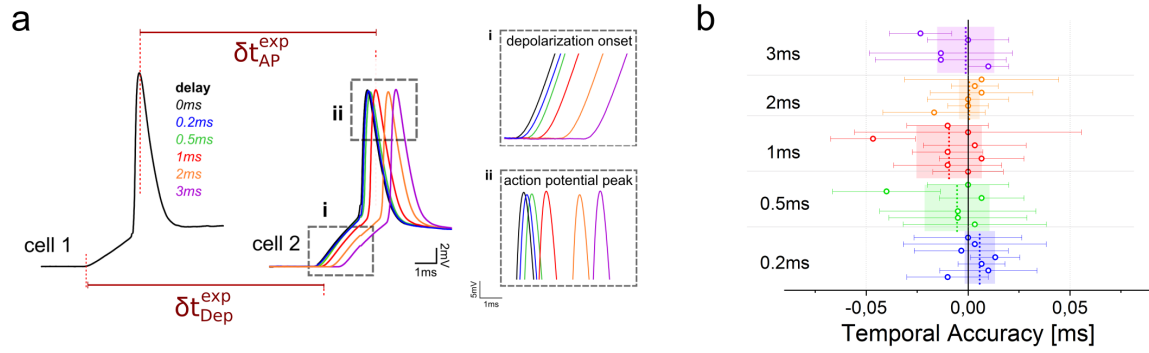 a
δt_AP^exp
delay
0ms
0.2ms
0.5ms
1ms
2ms
3ms
cell 1
cell 2
i
ii
2mV
1ms
δt_Dep^exp
i
depolarization onset
ii
action potential peak
5mV
1ms
b
3ms
2ms
1ms
0.5ms
0.2ms
-0,05
0,00
0,05
Temporal Accuracy [ms]